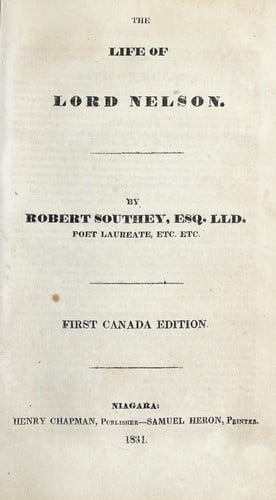 THE
LIFE OF
LORD NELSON.
BY
ROBERT SOUTHEY, ESQ. LLD.
POET LAUREATE, ETC. ETC.
FIRST CANADA EDITION.
NIAGARA:
HENRY CHAPMAN, PUBLISHER—SAMUEL HERON, PRINTER.
1831.